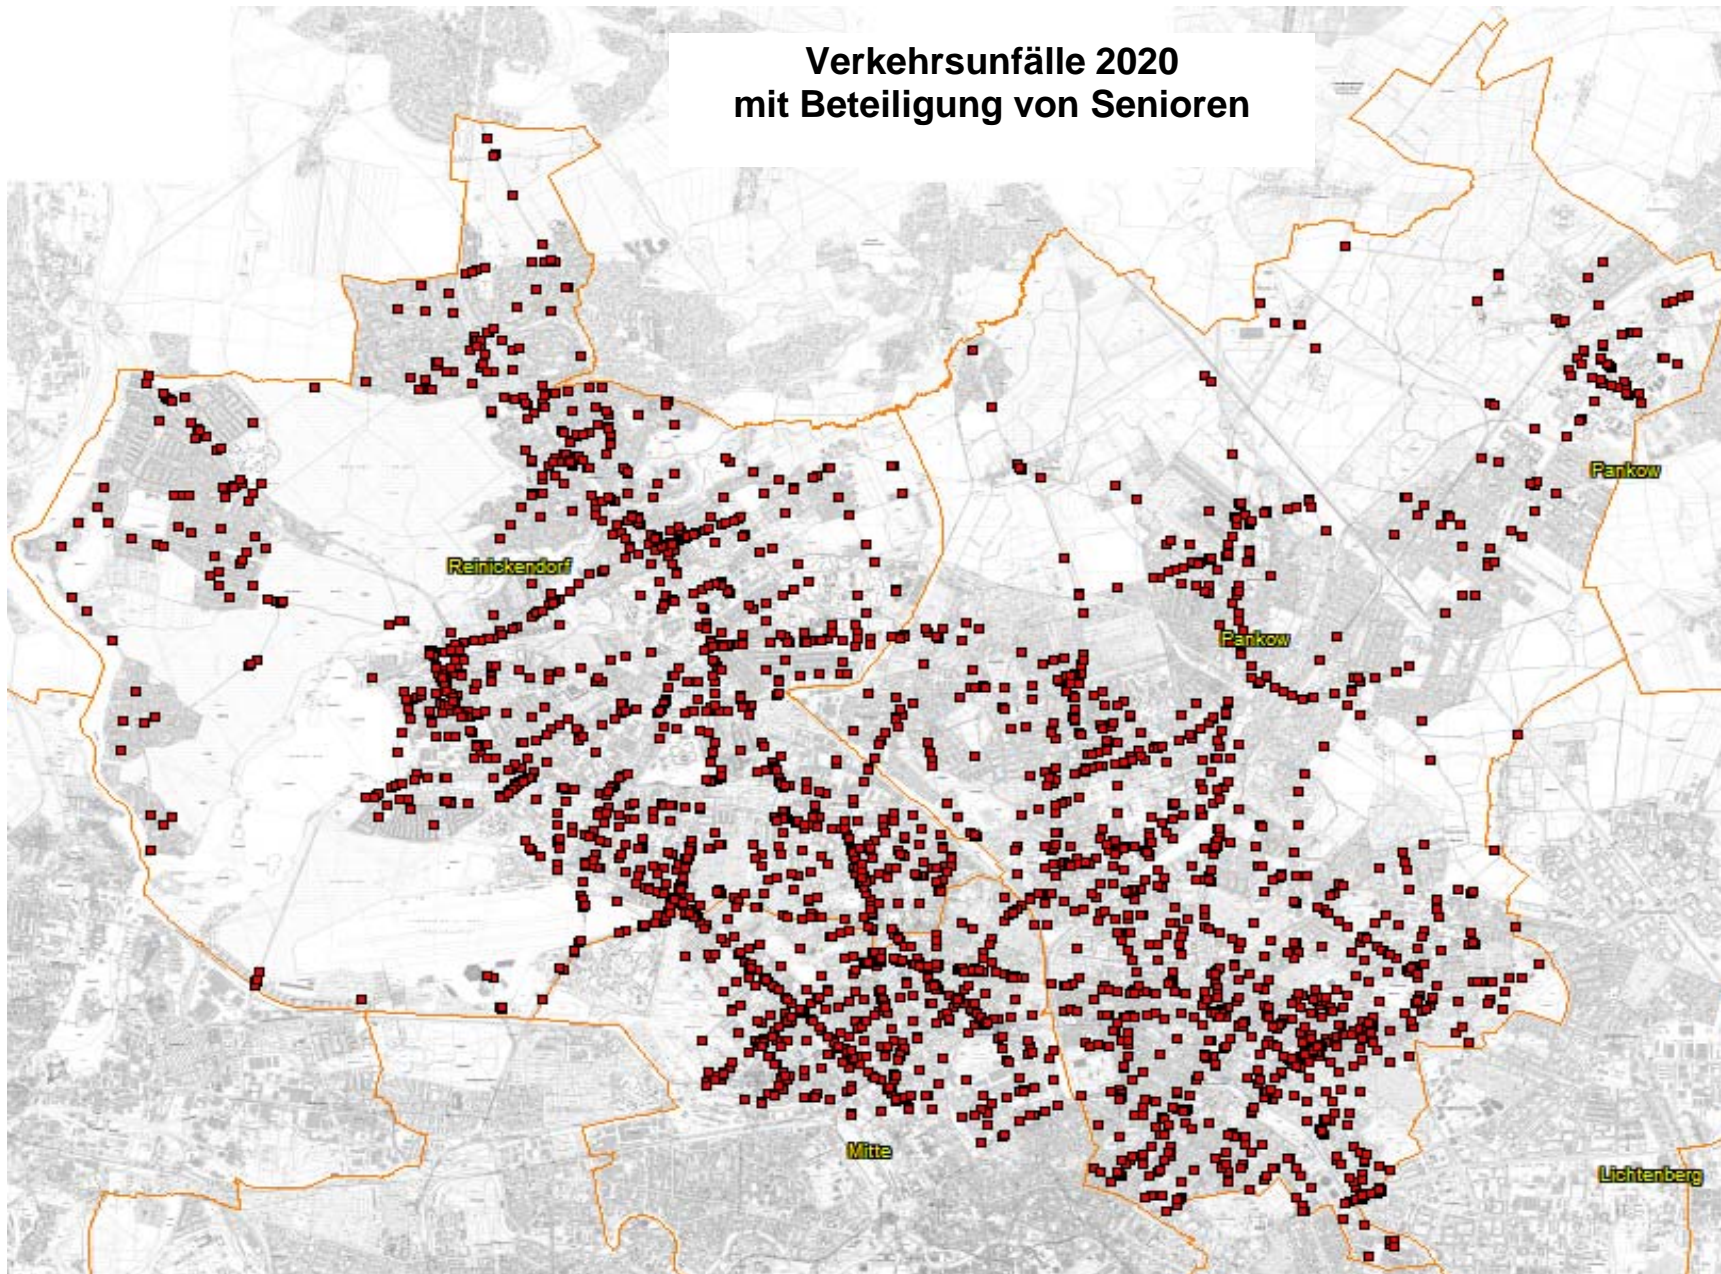 Verkehrsunfälle 2020
mit Beteiligung von Senioren
Pankow
Reinickendorf
Pankow
Mitte
Lichtenberg